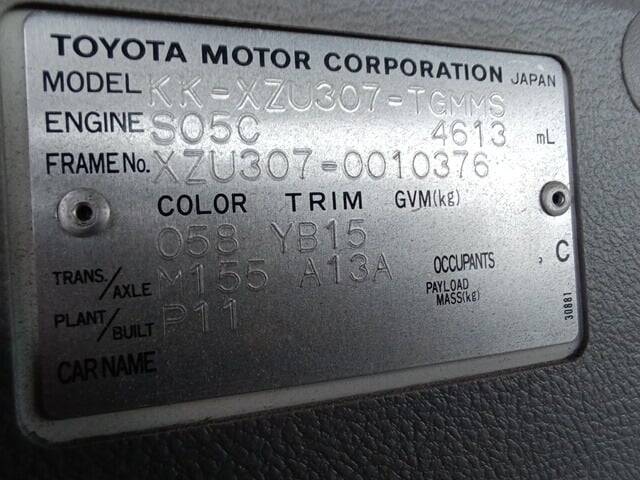 TOYOTA MOTOR CORPORATION JAPAN
MODEL KK-XZU307-TGMMS
ENGINE S05C 4613 mL
FRAME No. XZU307-0010376
COLOR TRIM GVM(kg)
058 YB15
TRANS./AXLE M155 A13A OCCUPANTS , C
PAYLOAD MASS(kg)
PLANT/BUILT P11
CAR NAME
30881